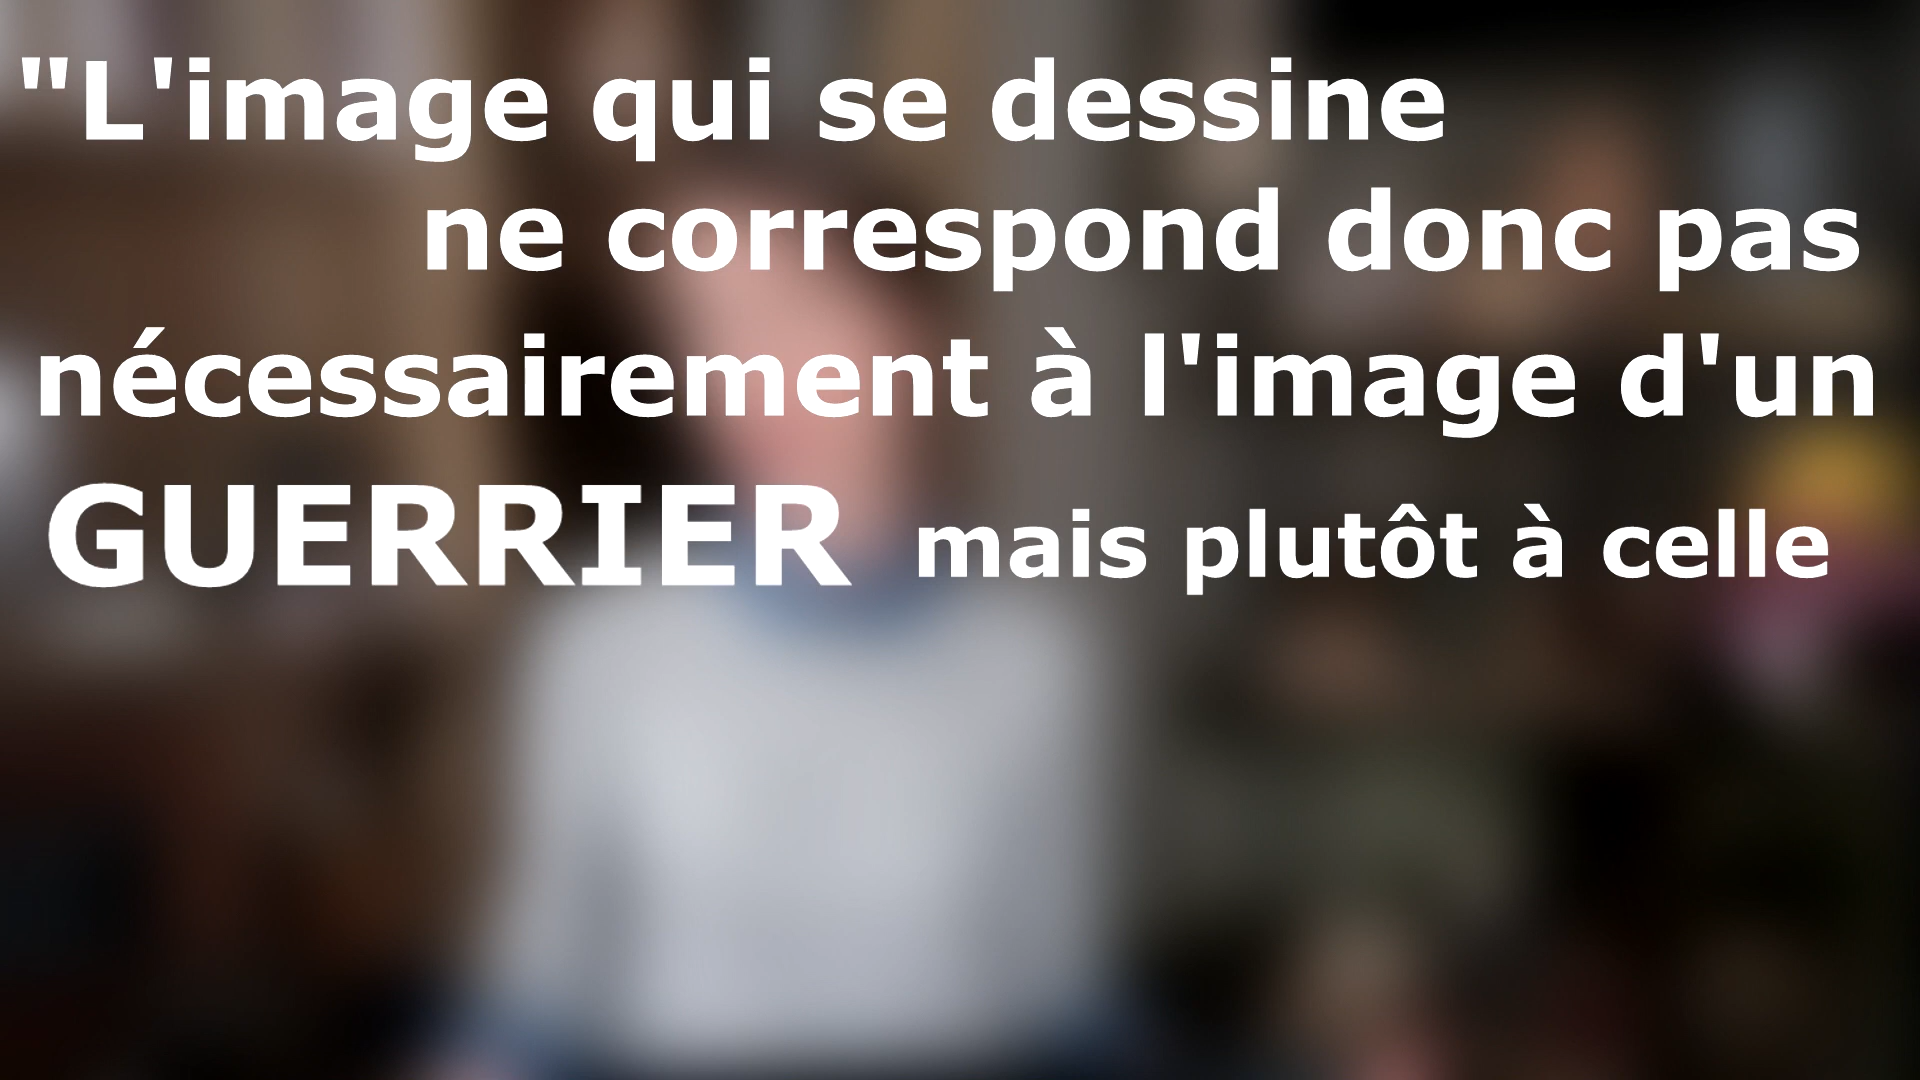 "L'image qui se dessine
ne correspond donc pas
nécessairement à l'image d'un
GUERRIER mais plutôt à celle